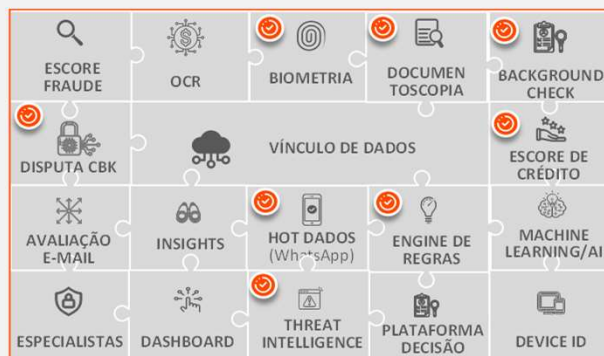 ESCORE
FRAUDE
OCR
BIOMETRIA
DOCUMEN
TOSCOPIA
BACKGROUND
CHECK
DISPUTA CBK
VÍNCULO DE DADOS
ESCORE DE
CRÉDITO
AVALIAÇÃO
E-MAIL
INSIGHTS
HOT DADOS
(WhatsApp)
ENGINE DE
REGRAS
MACHINE
LEARNING/AI
ESPECIALISTAS
DASHBOARD
THREAT
INTELLIGENCE
PLATAFORMA
DECISÃO
DEVICE ID